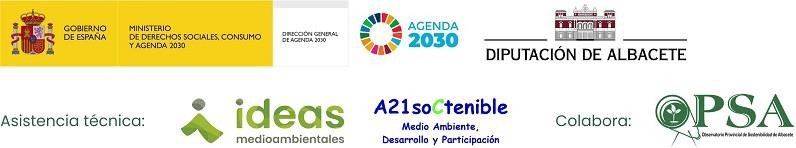 GOBIERNO
DE ESPAÑA
MINISTERIO
DE DERECHOS SOCIALES, CONSUMO
Y AGENDA 2030
DIRECCIÓN GENERAL
DE AGENDA 2030
AGENDA
2030
DIPUTACIÓN DE ALBACETE
Asistencia técnica:
ideas
medioambientales
A21soCtenible
Medio Ambiente,
Desarrollo y Participación
Colabora:
OPSA
Observatorio Provincial de Sostenibilidad de Albacete